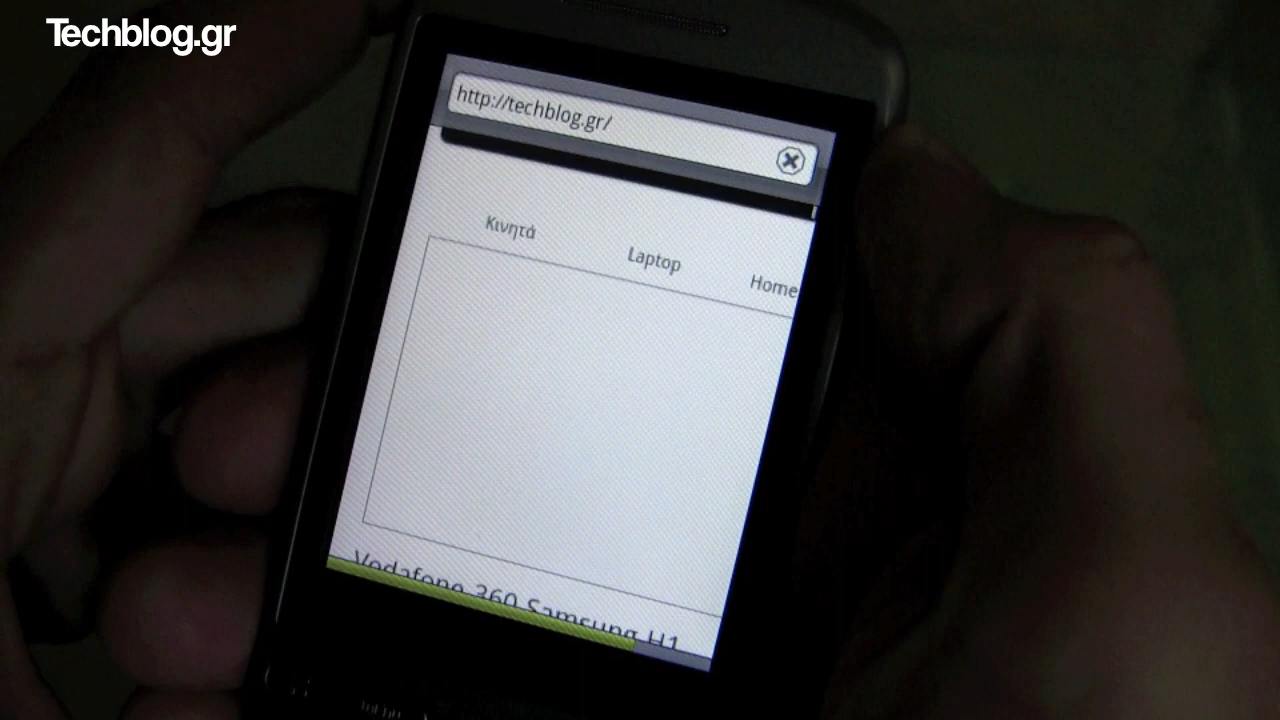 Techblog.gr
http://techblog.gr/
Κινητά
Laptop
Home
Vodafone 360 Samsung H1